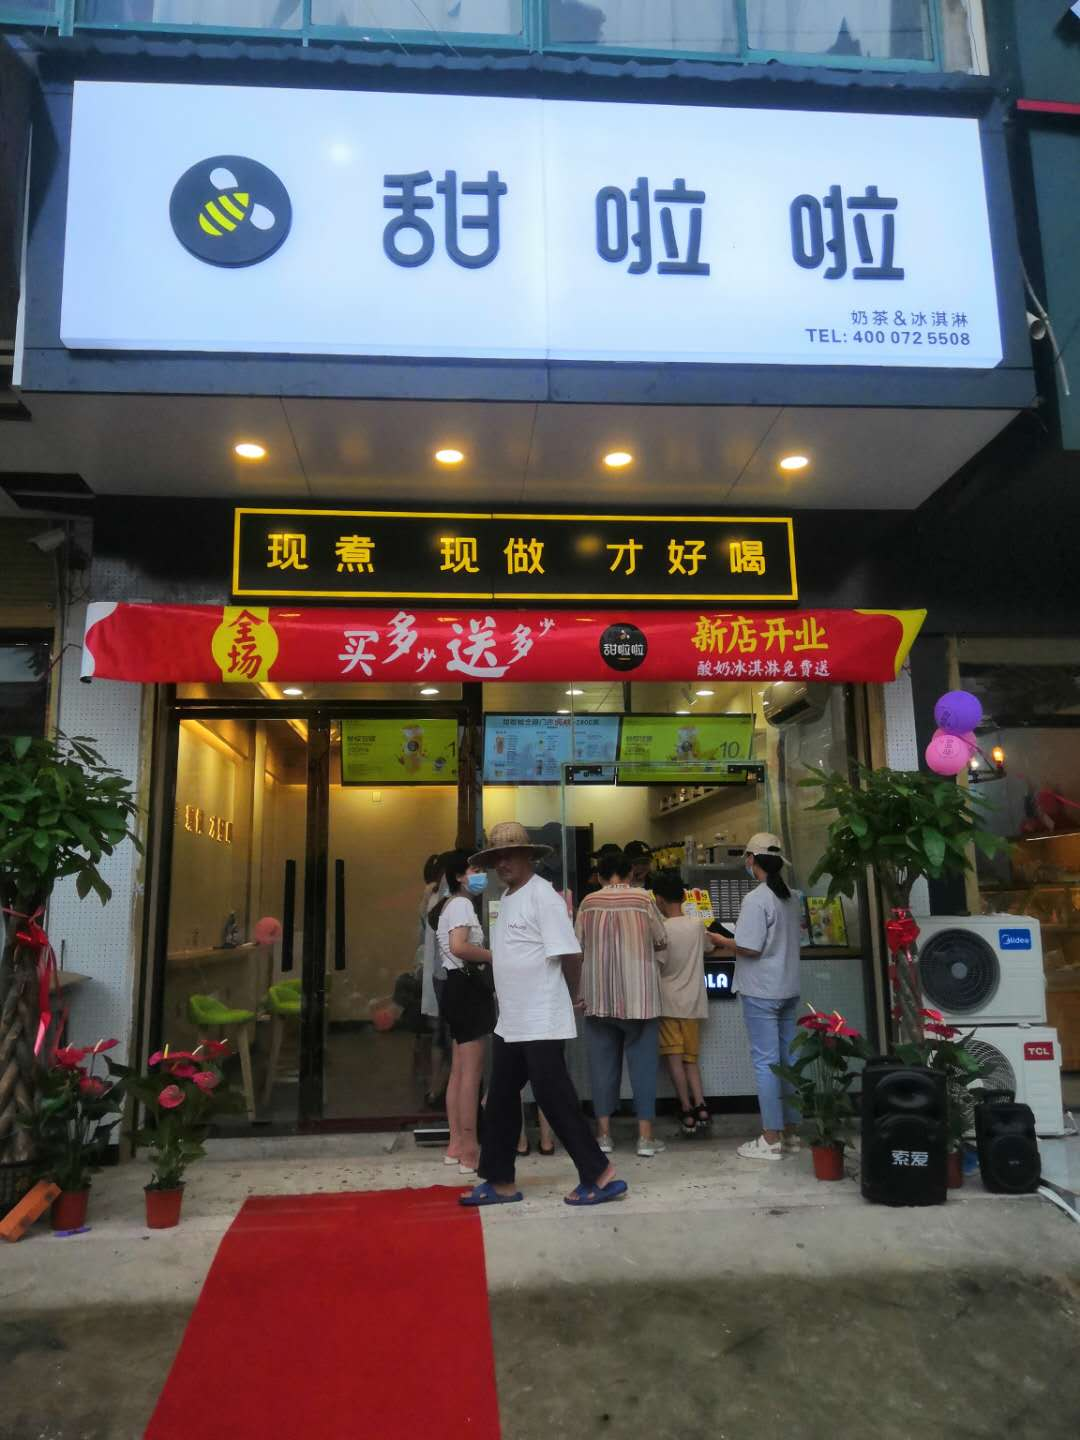 甜啦啦
奶茶&冰淇淋
TEL: 400 072 5508
现煮 现做 才好喝
全场 买多少送多少 甜啦啦 新店开业
酸奶冰淇淋免费送
10
1
LALA
Midea
TCL
索爱